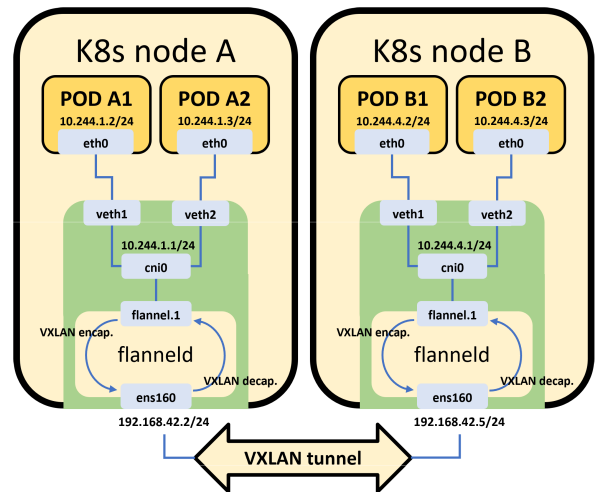 K8s node A
POD A1
10.244.1.2/24
eth0
POD A2
10.244.1.3/24
eth0
veth1
veth2
10.244.1.1/24
cni0
flannel.1
VXLAN encap.
flanneld
VXLAN decap.
ens160
192.168.42.2/24
K8s node B
POD B1
10.244.4.2/24
eth0
POD B2
10.244.4.3/24
eth0
veth1
veth2
10.244.4.1/24
cni0
flannel.1
VXLAN encap.
flanneld
VXLAN decap.
ens160
192.168.42.5/24
VXLAN tunnel